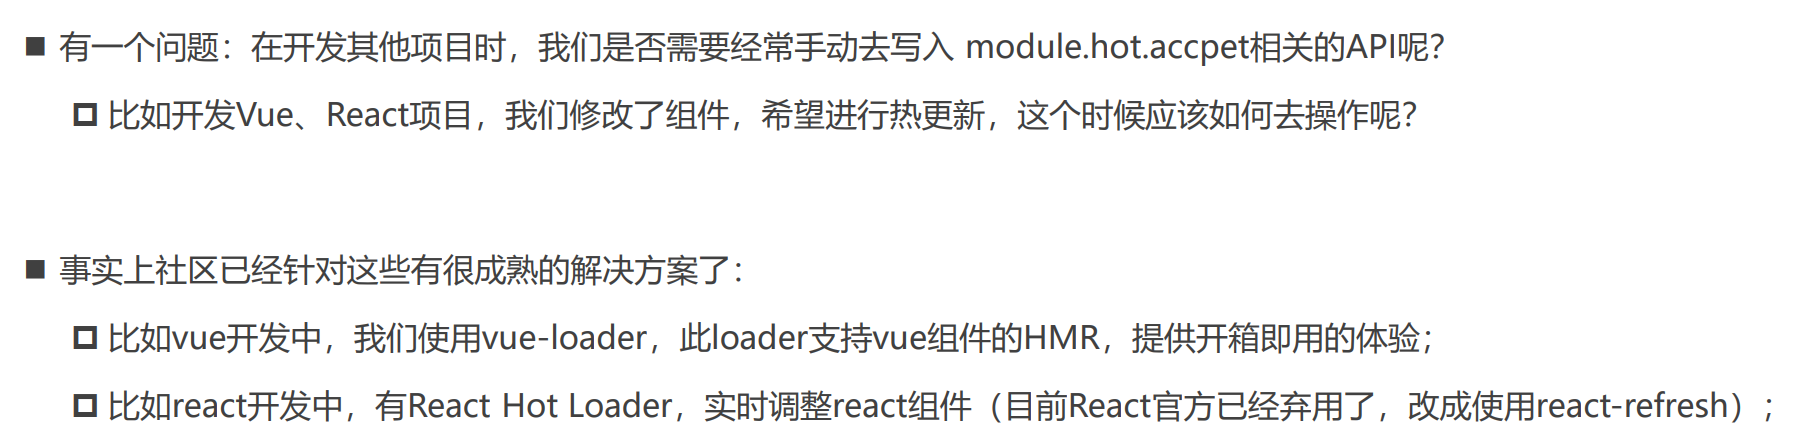 ■ 有一个问题：在开发其他项目时，我们是否需要经常手动去写入 module.hot.accpet相关的API呢？
比如开发Vue、React项目，我们修改了组件，希望进行热更新，这个时候应该如何去操作呢？
■ 事实上社区已经针对这些有很成熟的解决方案了：
比如vue开发中，我们使用vue-loader，此loader支持vue组件的HMR，提供开箱即用的体验；
比如react开发中，有React Hot Loader，实时调整react组件（目前React官方已经弃用了，改成使用react-refresh）；